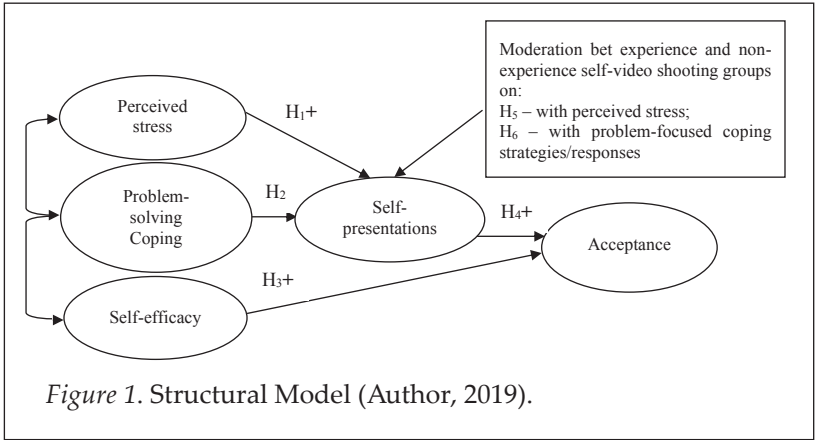 Moderation bet experience and non-
experience self-video shooting groups
on:
H5 – with perceived stress;
H6 – with problem-focused coping
strategies/responses
Perceived
stress
H1+
Problem-
solving
Coping
H2
Self-
presentations
H4+
Acceptance
H3+
Self-efficacy
Figure 1. Structural Model (Author, 2019).